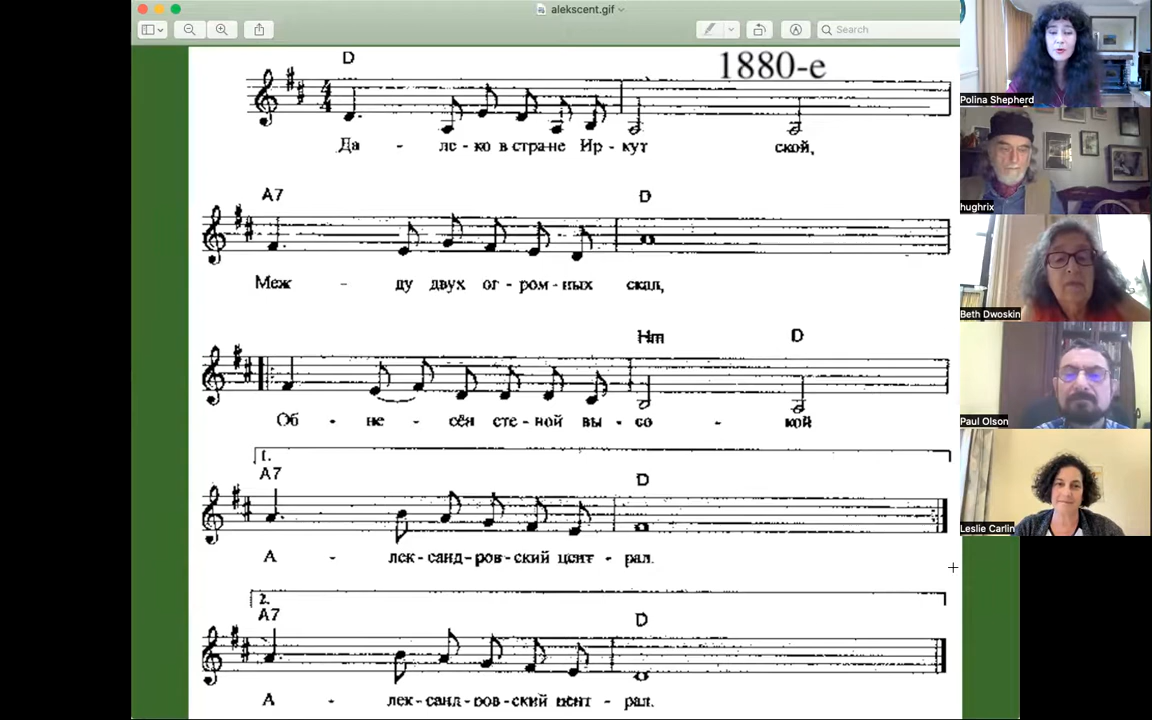 alekscent.gif
Search
D
1880-е
Да - ле - ко в стра-не Ир - кут ской,
A7 D
Меж - ду двух ог - ром - ных скал,
Hm D
Об - не - сён сте - ной вы - со - кой
1.
A7 D
А - лек - санд - ров - ский цент - рал.
2.
A7 D
А - лек - санд - ров - ский цент - рал.
Polina Shepherd
hughrix
Beth Dwoskin
Paul Olson
Leslie Carlin